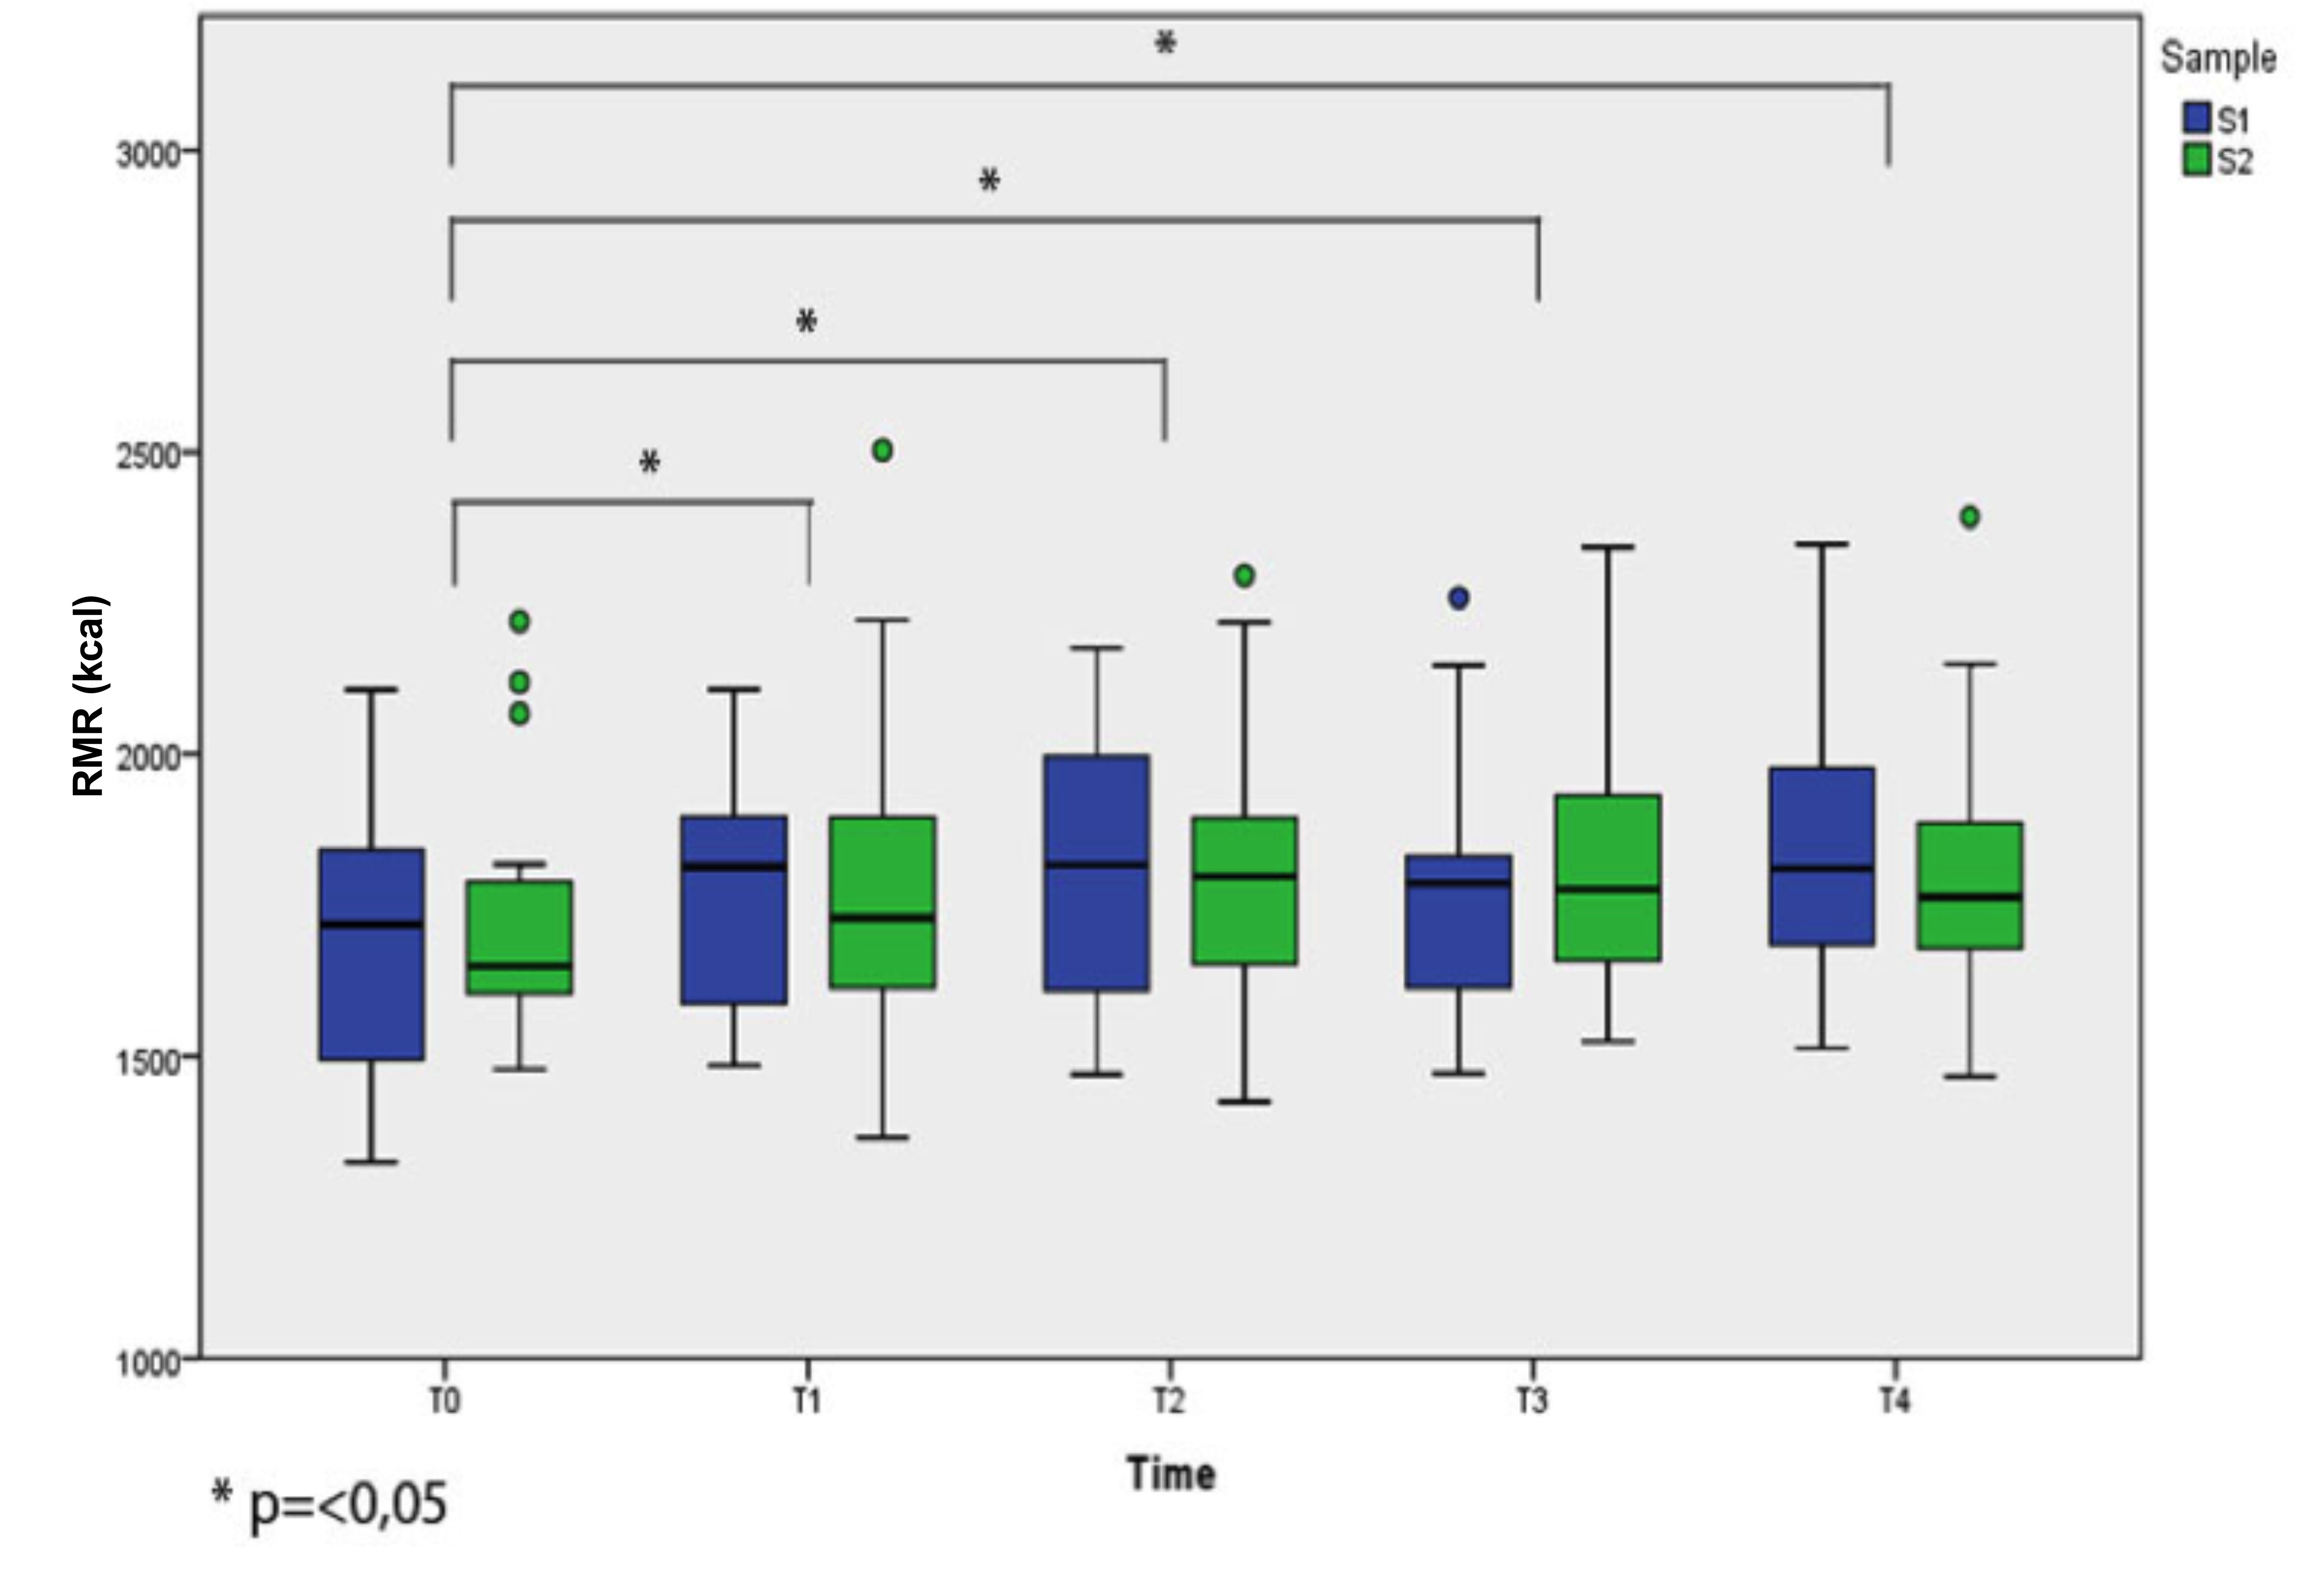 *
Sample
S1
S2
3000
*
*
2500
*
RMR (kcal)
2000
1500
1000
T0 T1 T2 T3 T4
Time
* p=<0,05